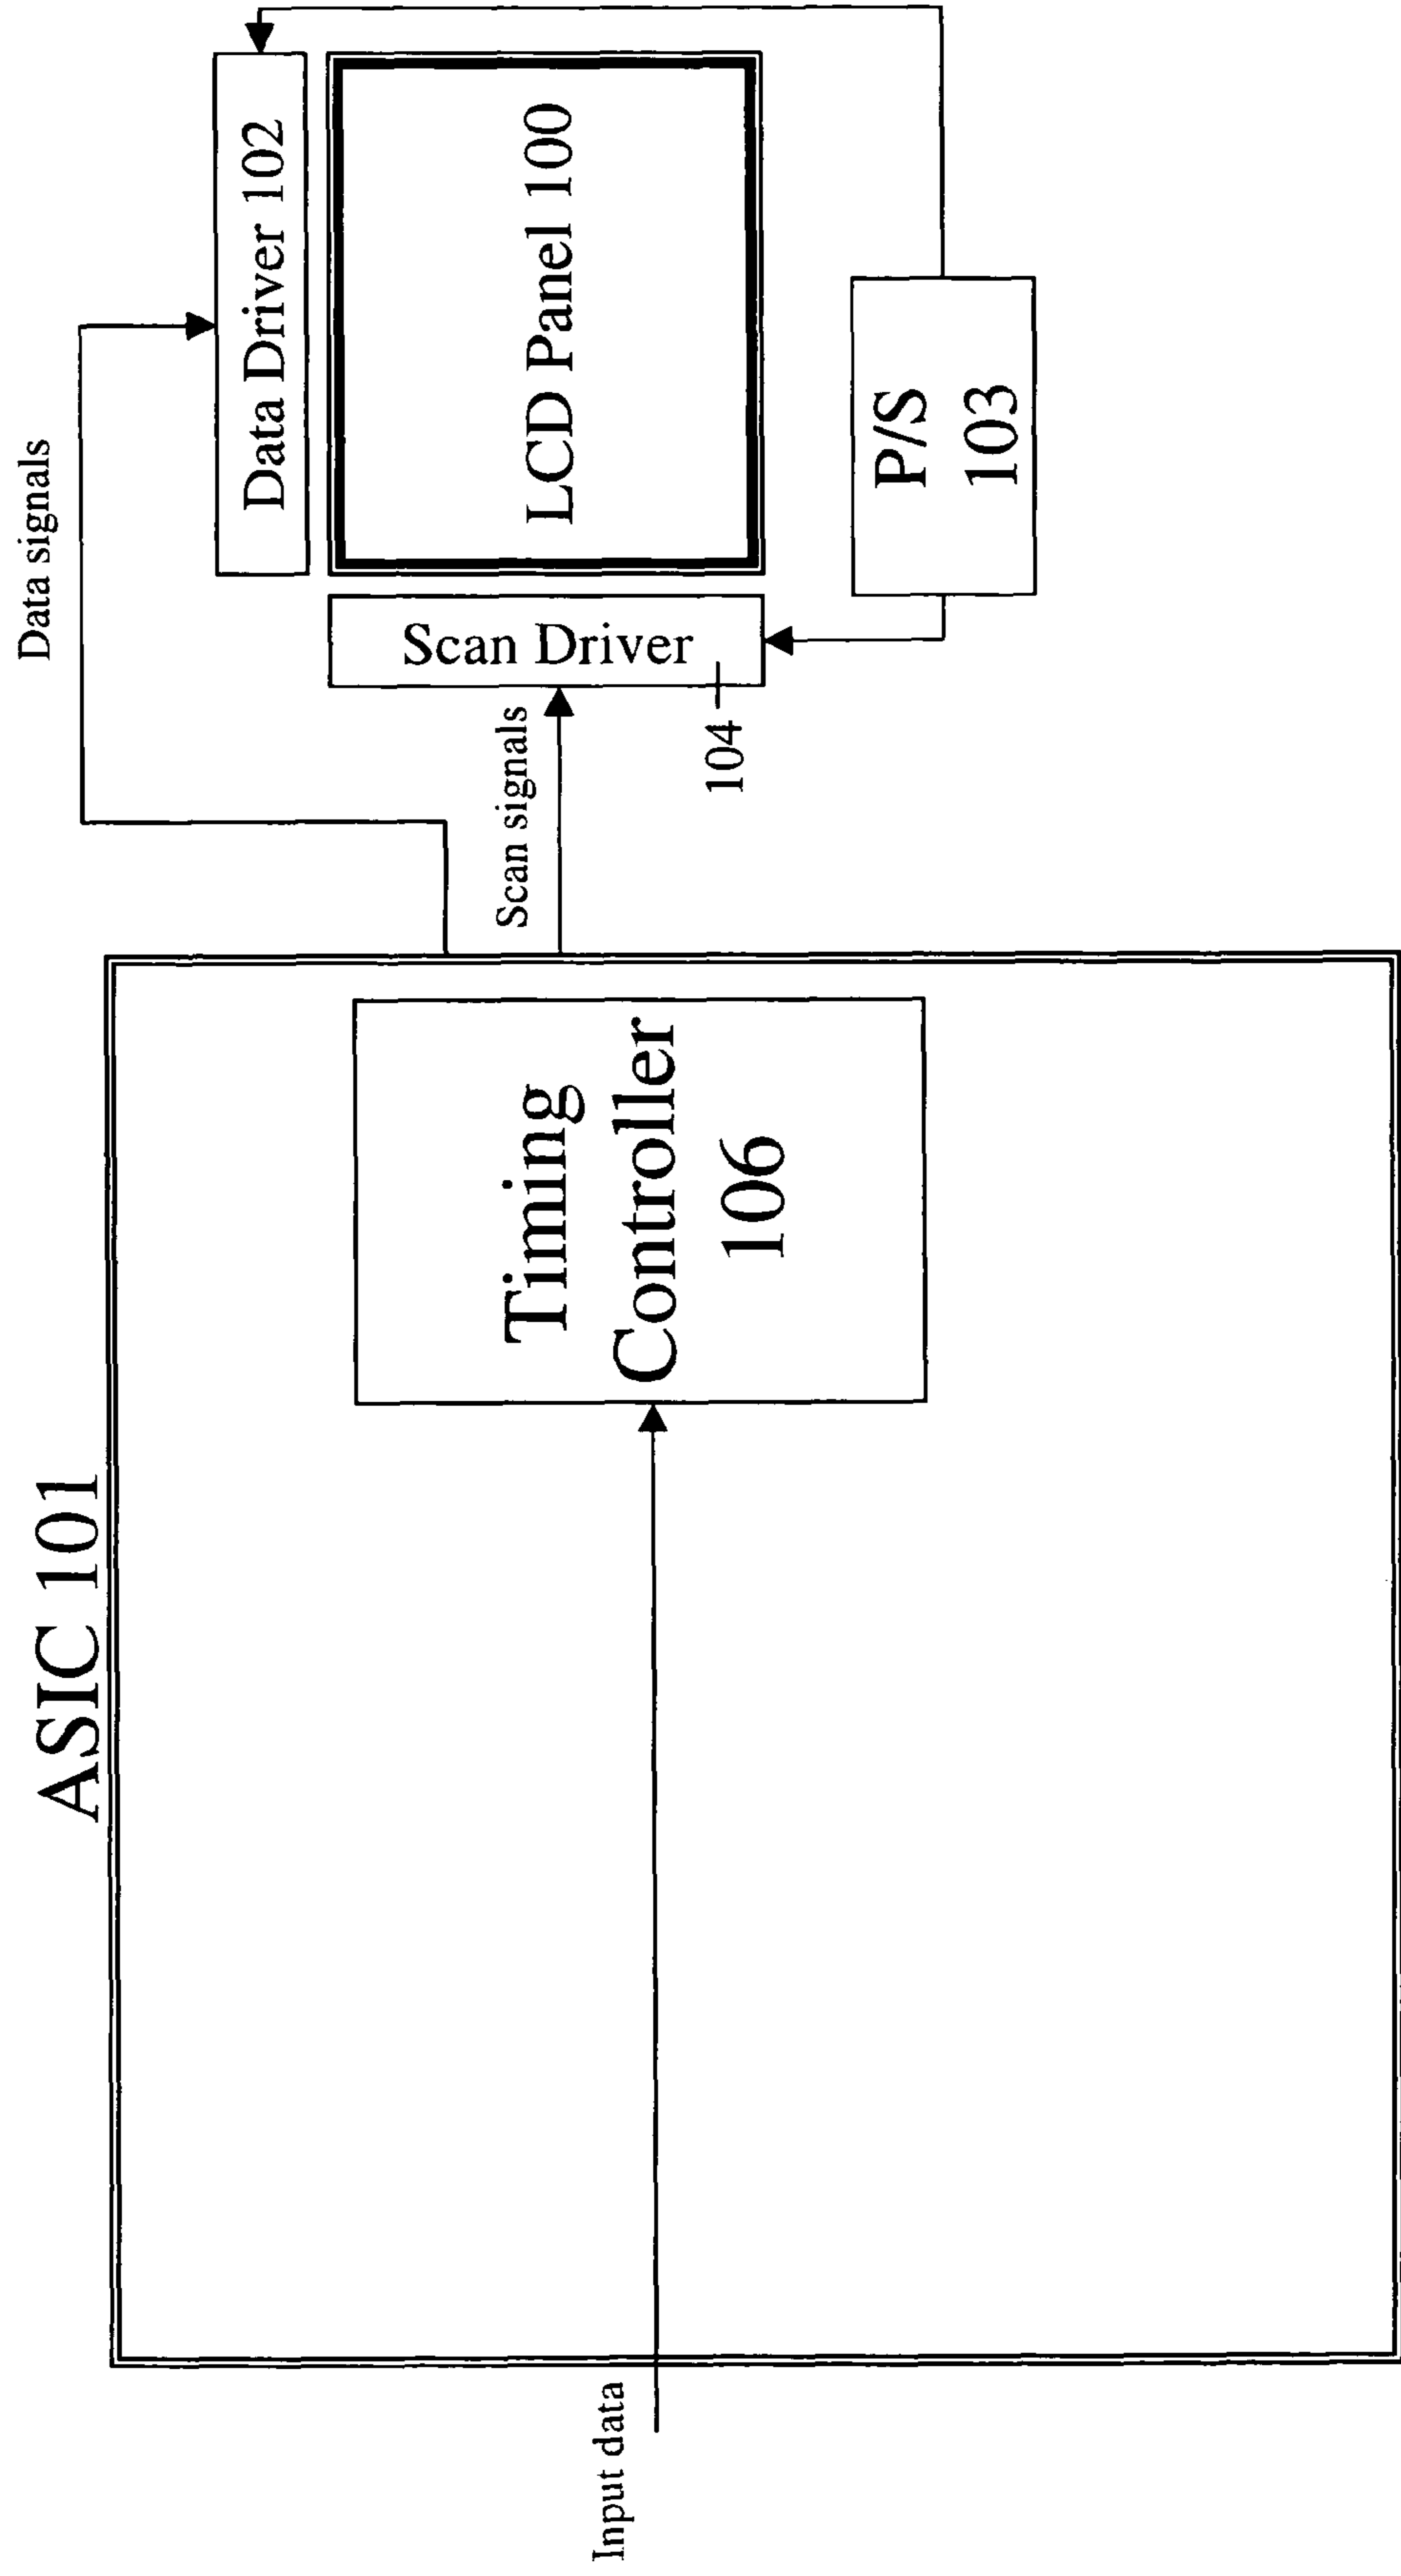 ASIC 101
Input data
Timing
Controller
106
Data signals
Scan signals
Data Driver 102
LCD Panel 100
Scan Driver
104
P/S
103